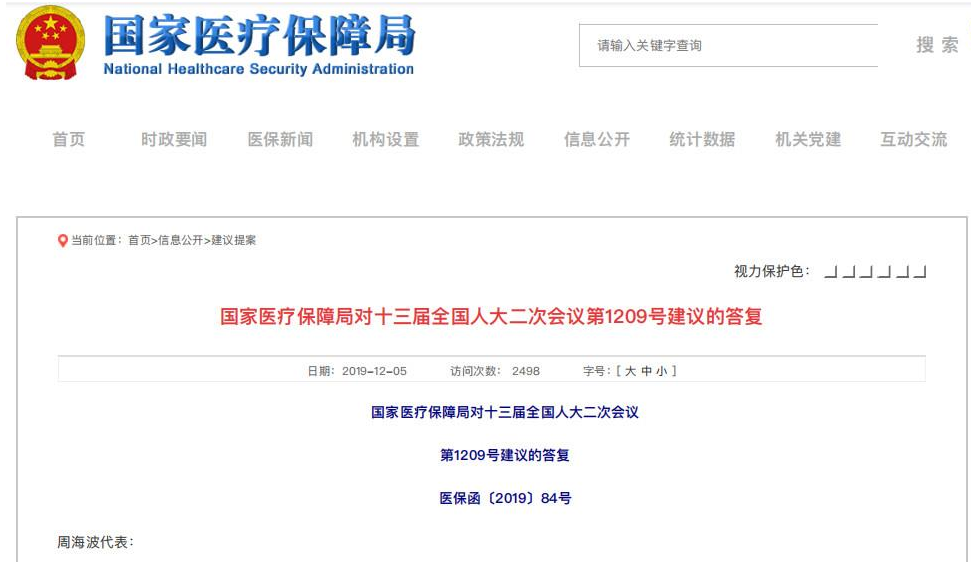 国家医疗保障局
National Healthcare Security Administration
请输入关键字查询
搜 索
首页 时政要闻 医保新闻 机构设置 政策法规 信息公开 统计数据 机关党建 互动交流
当前位置：首页>信息公开>建议提案
视力保护色：
国家医疗保障局对十三届全国人大二次会议第1209号建议的答复
日期：2019-12-05 访问次数：2498 字号：[ 大 中 小 ]
国家医疗保障局对十三届全国人大二次会议
第1209号建议的答复
医保函〔2019〕84号
周海波代表：